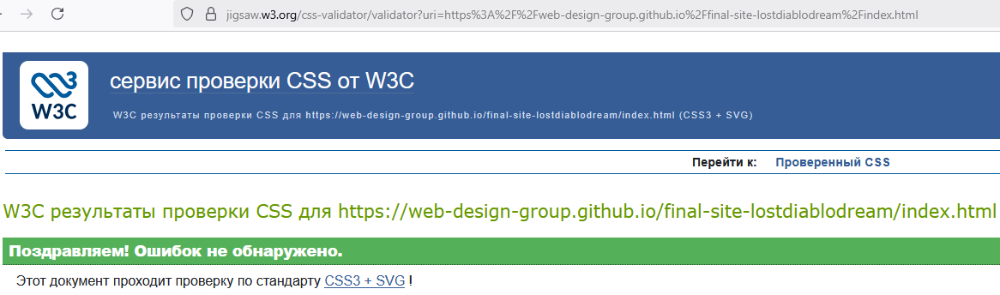 jigsaw.w3.org/css-validator/validator?uri=https%3A%2F%2Fweb-design-group.github.io%2Ffinal-site-lostdiablodream%2Findex.html
W3C
сервис проверки CSS от W3C
W3C результаты проверки CSS для https://web-design-group.github.io/final-site-lostdiablodream/index.html (CSS3 + SVG)
Перейти к: Проверенный CSS
W3C результаты проверки CSS для https://web-design-group.github.io/final-site-lostdiablodream/index.html
Поздравляем! Ошибок не обнаружено.
Этот документ проходит проверку по стандарту CSS3 + SVG !